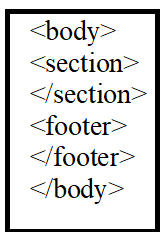 <body>
<section>
</section>
<footer>
</footer>
</body>